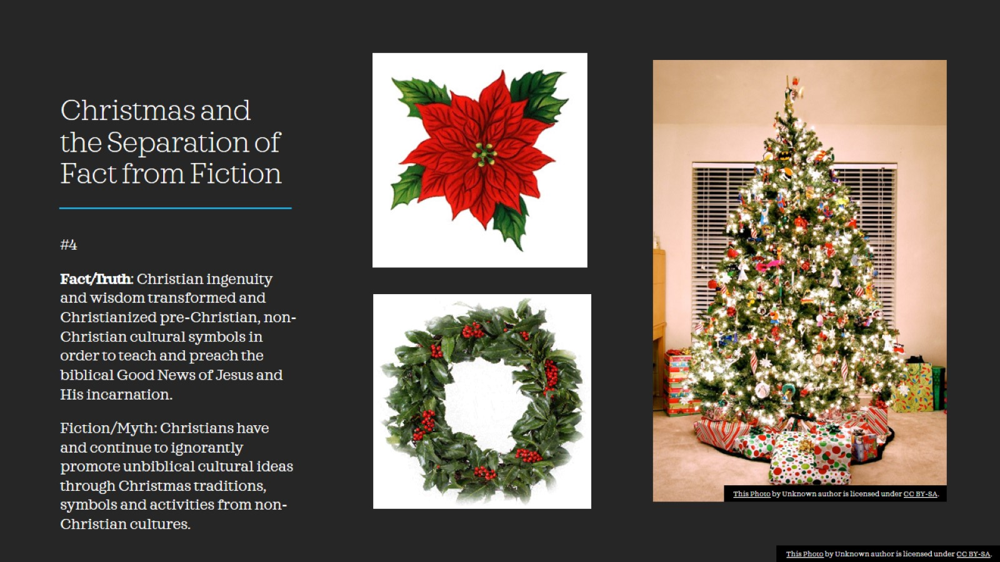 Christmas and
the Separation of
Fact from Fiction
#4
Fact/Truth: Christian ingenuity
and wisdom transformed and
Christianized pre-Christian, non-
Christian cultural symbols in
order to teach and preach the
biblical Good News of Jesus and
His incarnation.
Fiction/Myth: Christians have
and continue to ignorantly
promote unbiblical cultural ideas
through Christmas traditions,
symbols and activities from non-
Christian cultures.
This Photo by Unknown author is licensed under CC BY-SA.
This Photo by Unknown author is licensed under CC BY-SA.